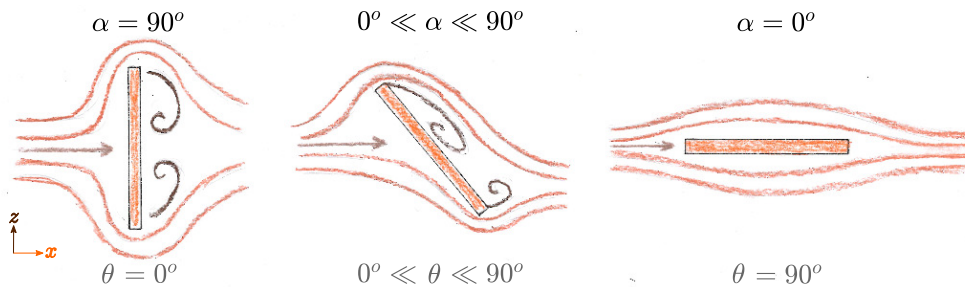 α = 90° 0° ≪ α ≪ 90° α = 0°
z
x
θ = 0° 0° ≪ θ ≪ 90° θ = 90°